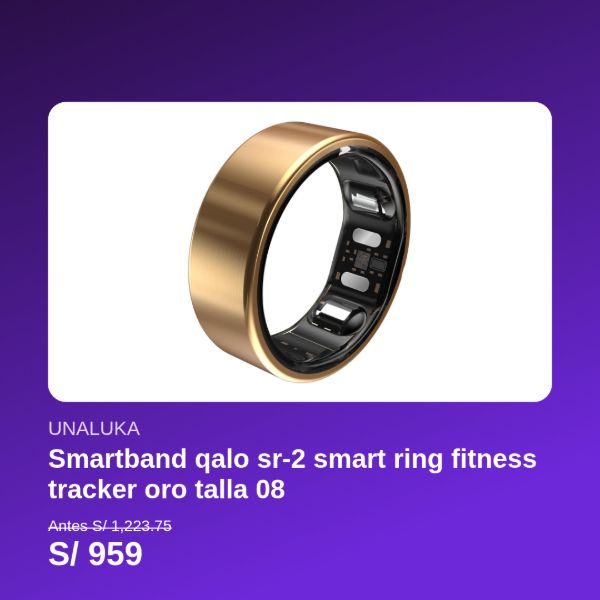 UNALUKA
Smartband qalo sr-2 smart ring fitness
tracker oro talla 08
Antes S/ 1,223.75
S/ 959